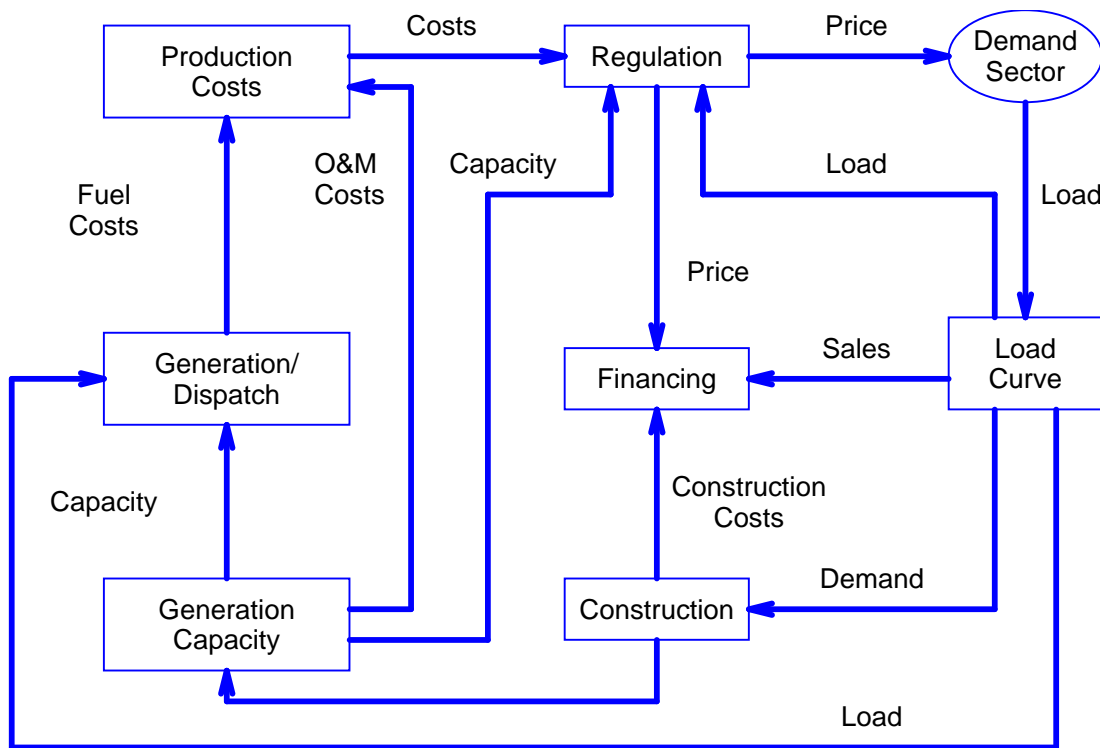 Costs
Price
Production
Costs
Regulation
Demand
Sector
O&M
Costs
Capacity
Load
Fuel
Costs
Load
Price
Generation/
Dispatch
Financing
Sales
Load
Curve
Capacity
Construction
Costs
Generation
Capacity
Construction
Demand
Load